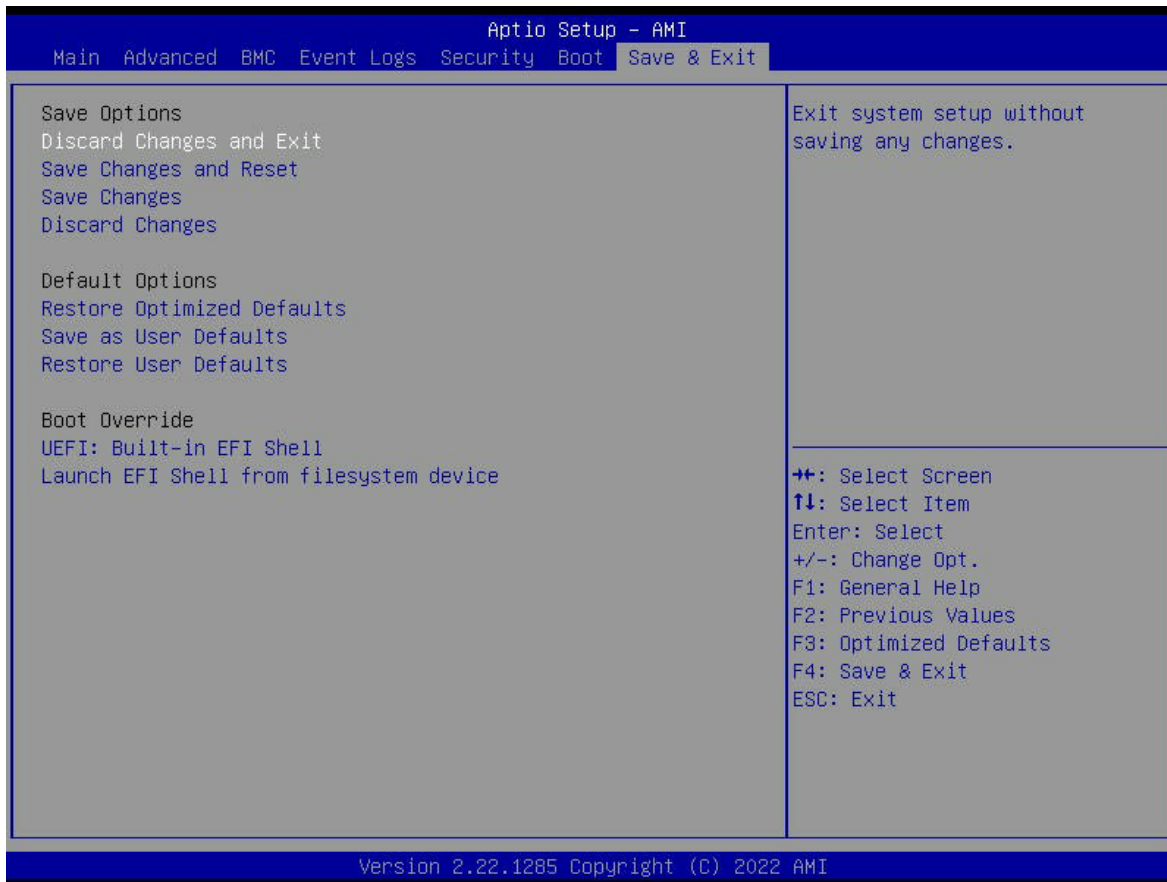 Aptio Setup – AMI
Main Advanced BMC Event Logs Security Boot Save & Exit
Save Options
Discard Changes and Exit
Save Changes and Reset
Save Changes
Discard Changes
Default Options
Restore Optimized Defaults
Save as User Defaults
Restore User Defaults
Boot Override
UEFI: Built-in EFI Shell
Launch EFI Shell from filesystem device
Exit system setup without
saving any changes.
→←: Select Screen
↑↓: Select Item
Enter: Select
+/-: Change Opt.
F1: General Help
F2: Previous Values
F3: Optimized Defaults
F4: Save & Exit
ESC: Exit
Version 2.22.1285 Copyright (C) 2022 AMI